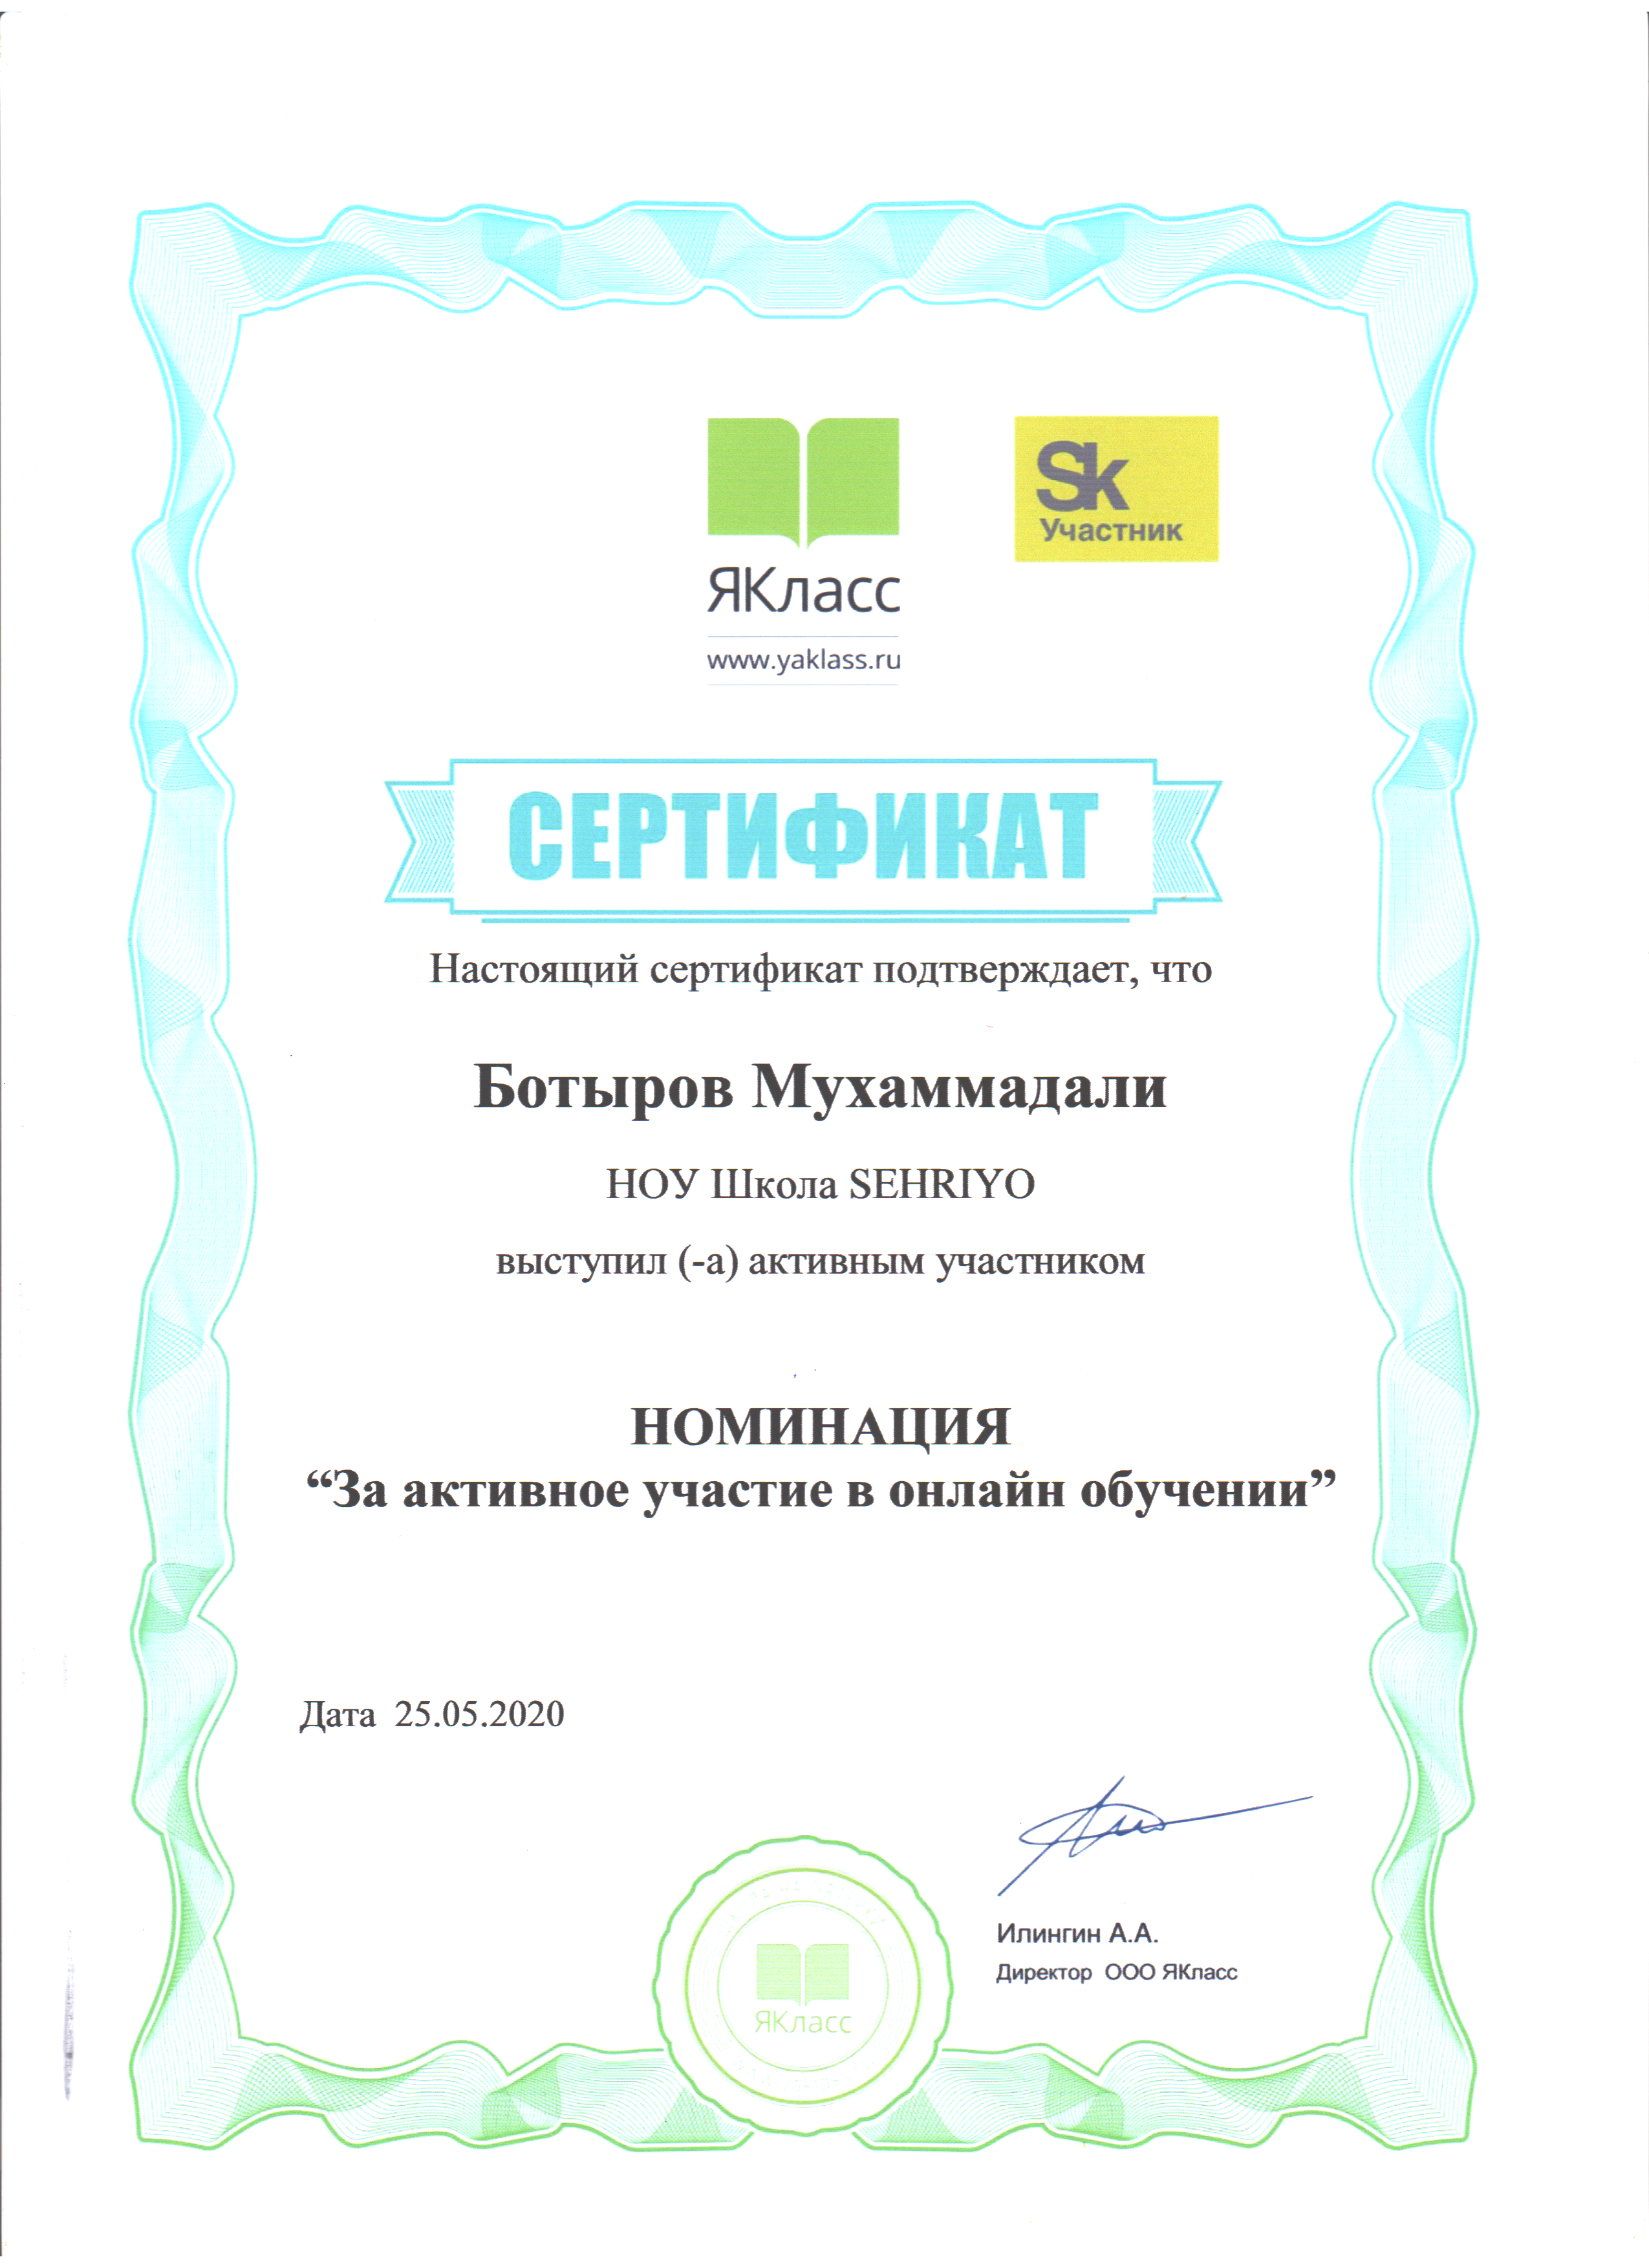 Sk
Участник
ЯКласс
www.yaklass.ru
СЕРТИФИКАТ
Настоящий сертификат подтверждает, что
Ботыров Мухаммадали
НОУ Школа SEHRIYO
выступил (-а) активным участником
НОМИНАЦИЯ
“За активное участие в онлайн обучении”
Дата 25.05.2020
Илингин А.А.
Директор ООО ЯКласс
ЯКласс